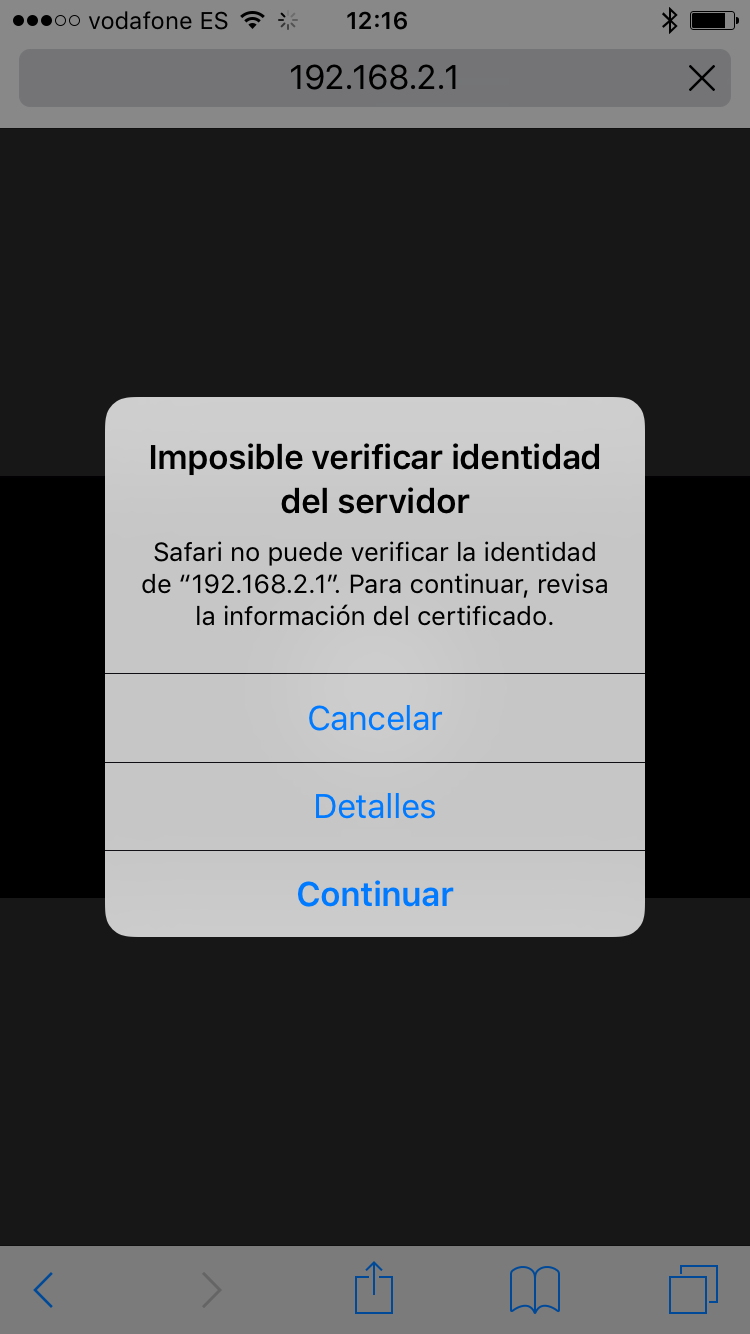 vodafone ES 12:16
192.168.2.1
Imposible verificar identidad
del servidor
Safari no puede verificar la identidad
de “192.168.2.1”. Para continuar, revisa
la información del certificado.
Cancelar
Detalles
Continuar